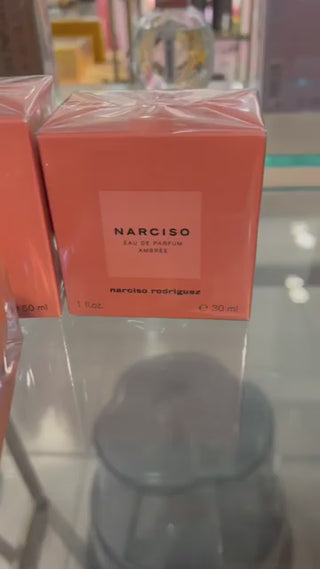 NARCISO
EAU DE PARFUM
AMBRÉE
narciso rodriguez
1 fl.oz. ℮ 30 ml
50 ml